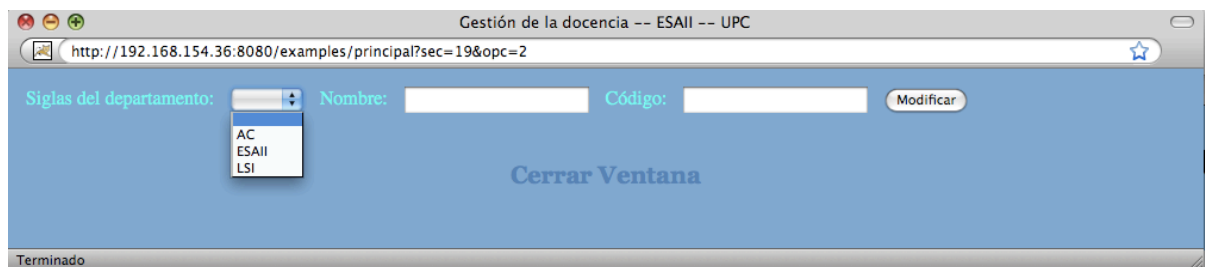 Gestión de la docencia -- ESAII -- UPC
http://192.168.154.36:8080/examples/principal?sec=19&opc=2
Siglas del departamento: Nombre: Código: Modificar
AC
ESAII
LSI
Cerrar Ventana
Terminado